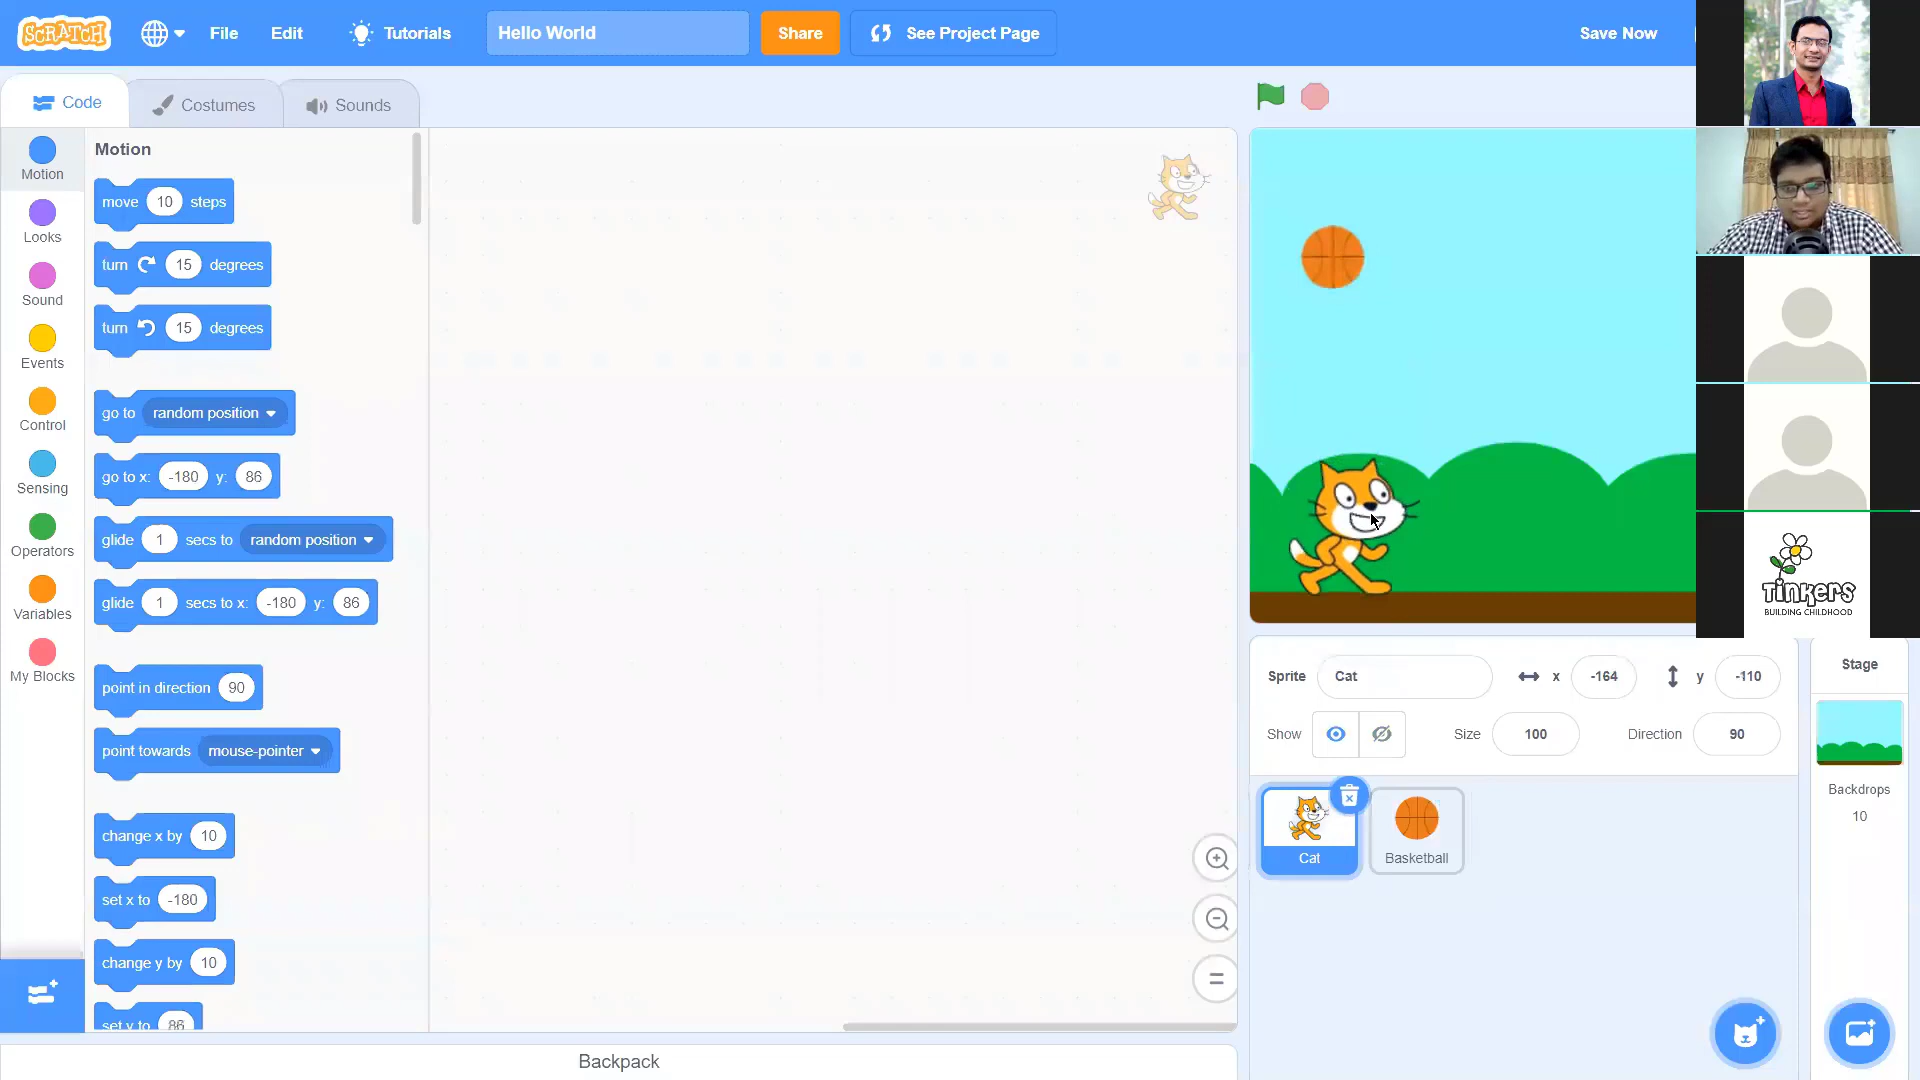 SCRATCH
File
Edit
Tutorials
Hello World
Share
See Project Page
Save Now
Code
Costumes
Sounds
Motion
Looks
Sound
Events
Control
Sensing
Operators
Variables
My Blocks
Motion
move 10 steps
turn 15 degrees
turn 15 degrees
go to random position
go to x: -180 y: 86
glide 1 secs to random position
glide 1 secs to x: -180 y: 86
point in direction 90
point towards mouse-pointer
change x by 10
set x to -180
change y by 10
set y to 86
Backpack
TiNKeRS
BUILDING CHILDHOOD
Sprite Cat x -164 y -110
Show Size 100 Direction 90
Cat
Basketball
Stage
Backdrops
10